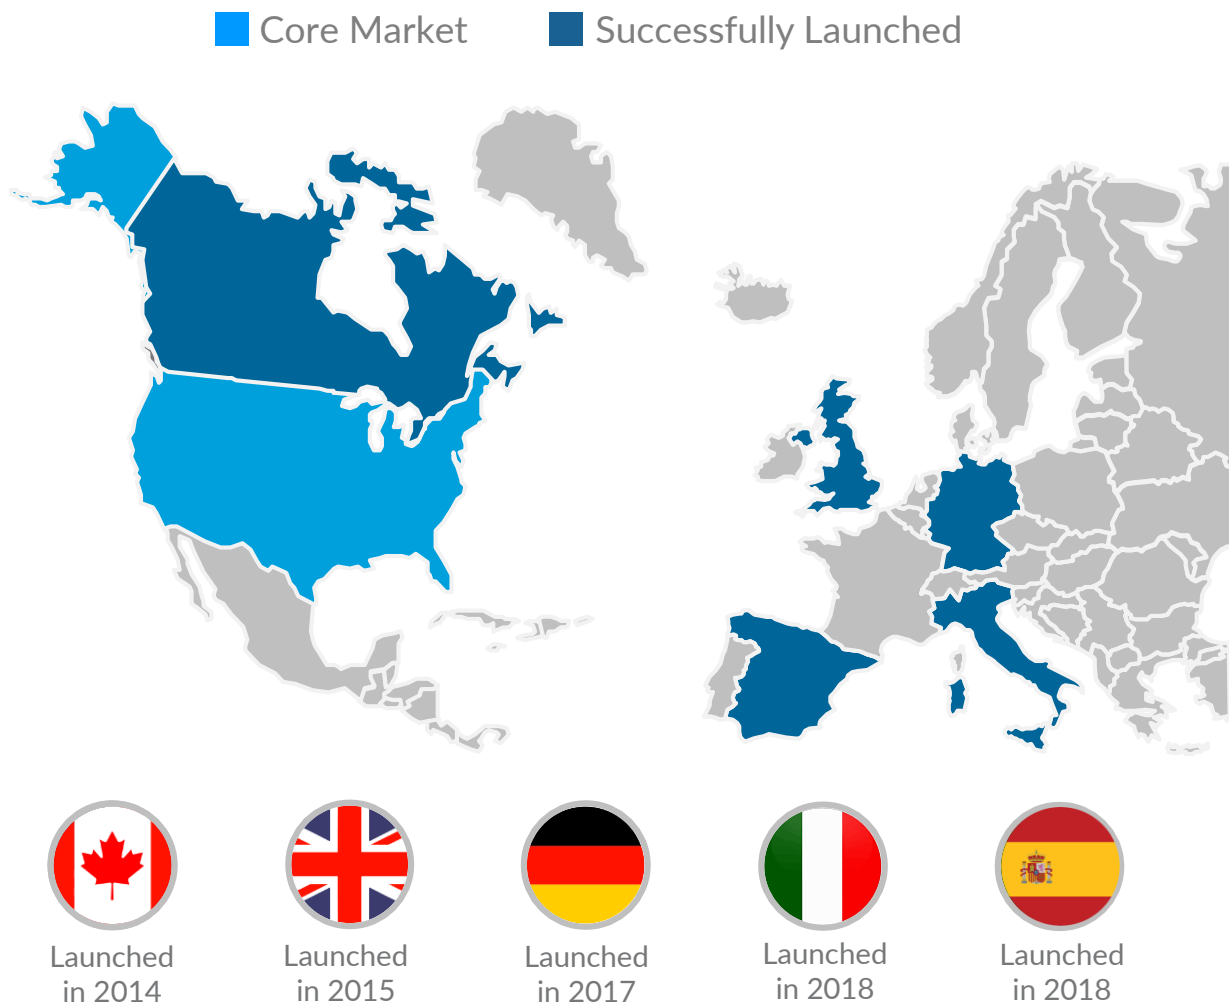 Core Market
Successfully Launched
Launched
in 2014
Launched
in 2015
Launched
in 2017
Launched
in 2018
Launched
in 2018